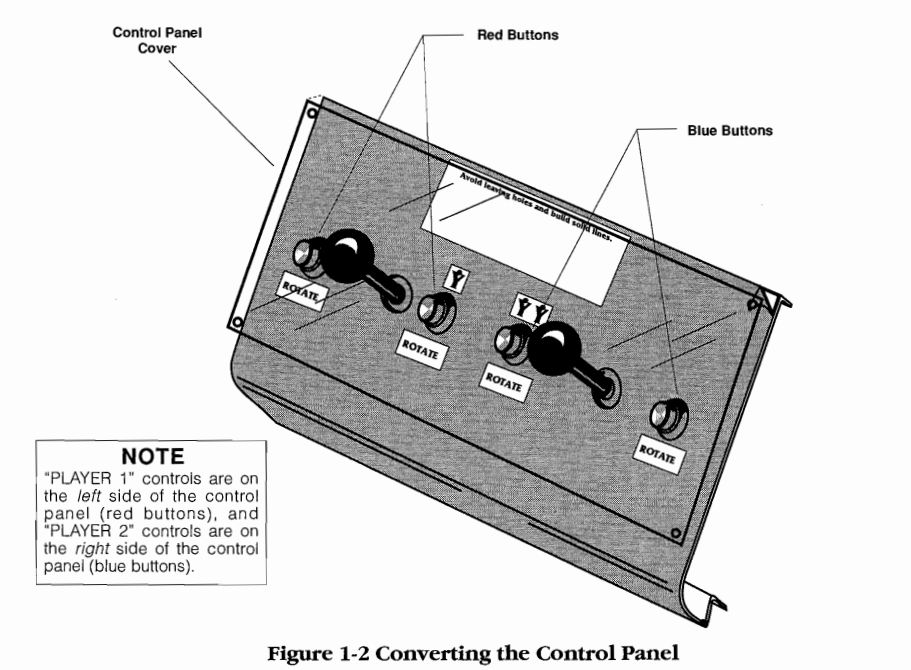 Control Panel
Cover
Red Buttons
Blue Buttons
Avoid leaving holes and build solid lines.
ROTATE
ROTATE
ROTATE
ROTATE
NOTE
"PLAYER 1" controls are on
the left side of the control
panel (red buttons), and
"PLAYER 2" controls are on
the right side of the control
panel (blue buttons).
Figure 1-2 Converting the Control Panel